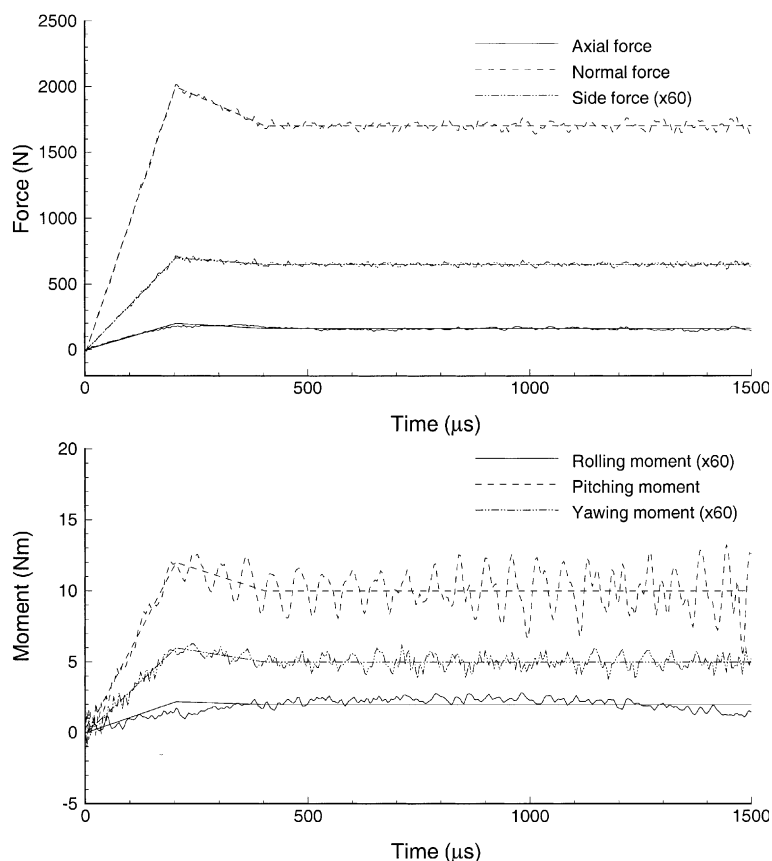 2500
2000
1500
1000
500
0
Force (N)
Axial force
Normal force
Side force (x60)
0
500
1000
1500
Time (μs)
20
15
10
5
0
-5
Moment (Nm)
Rolling moment (x60)
Pitching moment
Yawing moment (x60)
0
500
1000
1500
Time (μs)